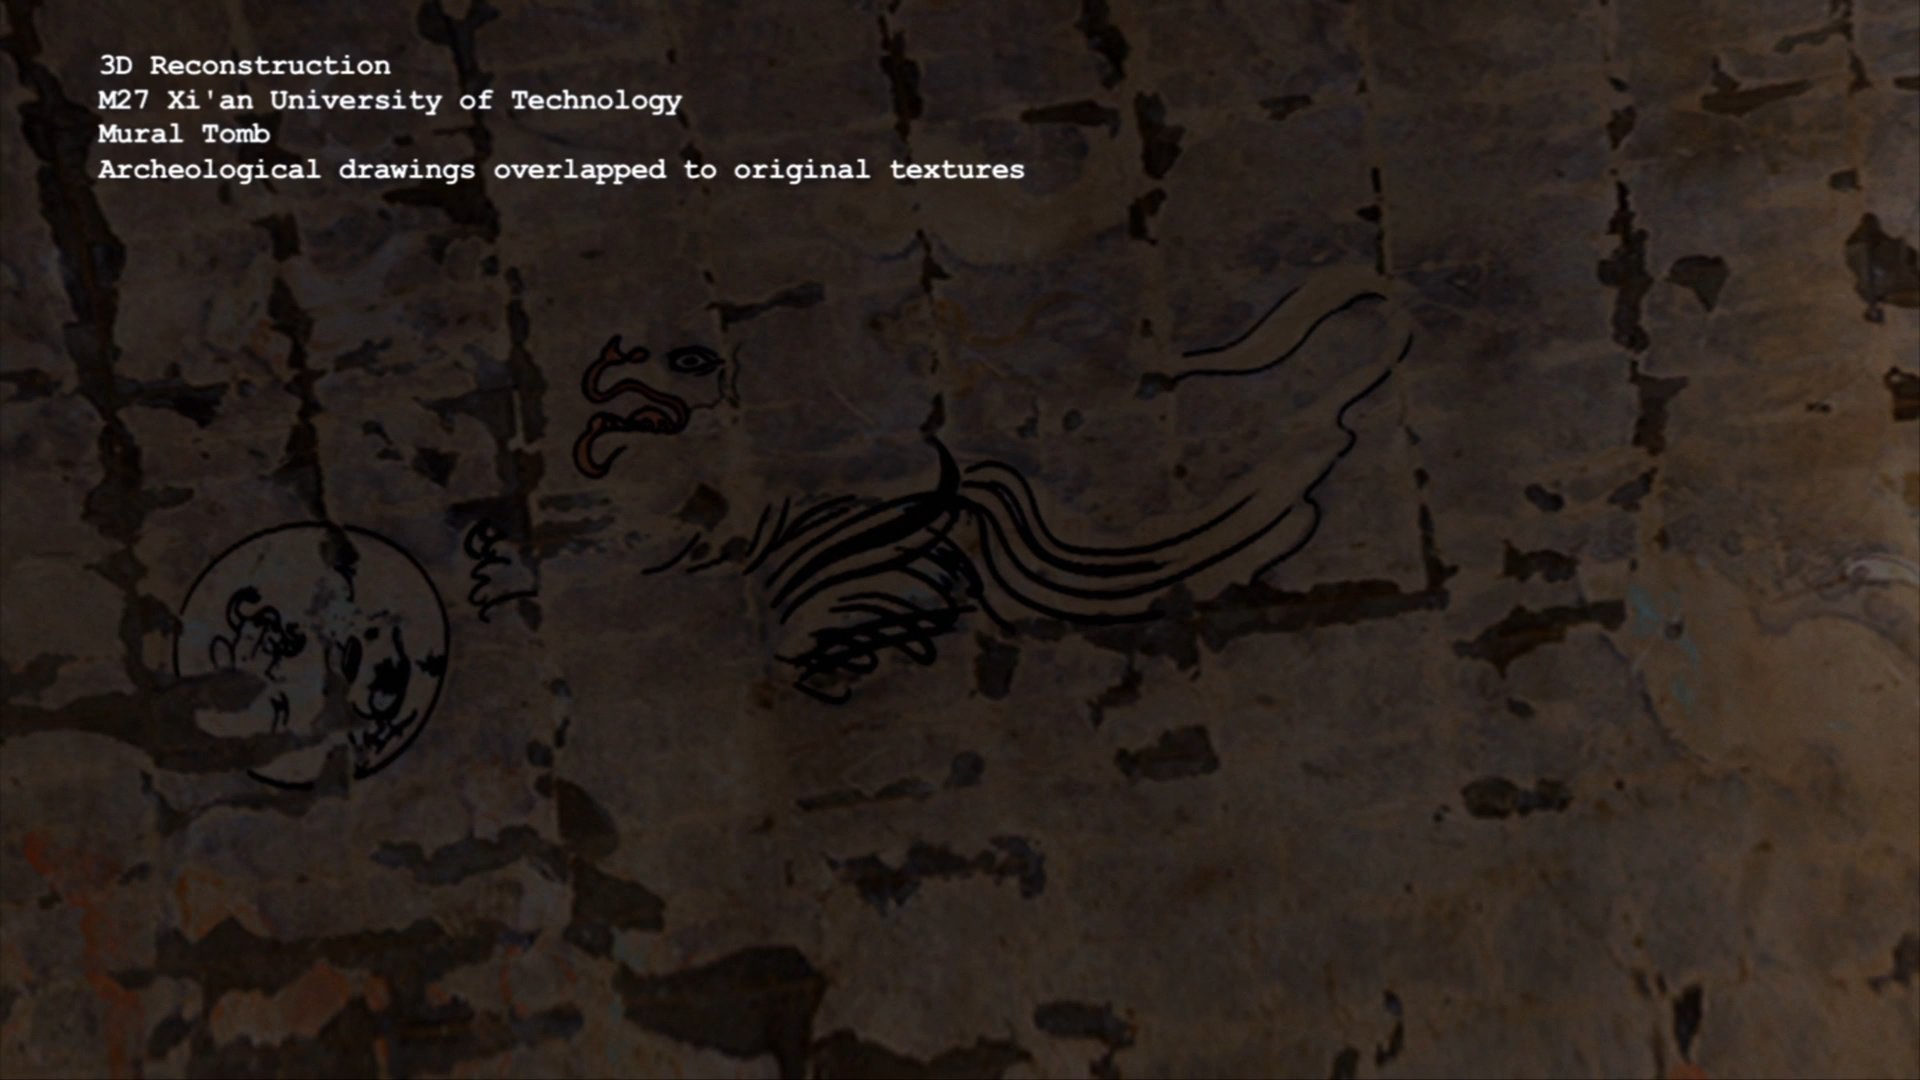 3D Reconstruction
M27 Xi'an University of Technology
Mural Tomb
Archeological drawings overlapped to original textures